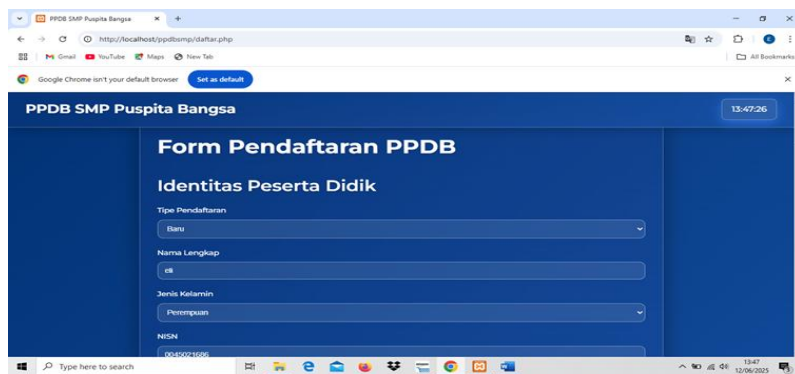 PPDB SMP Puspita Bangsa
http://localhost/ppdbsmp/daftar.php
E
Gmail YouTube Maps New Tab All Bookmarks
Google Chrome isn't your default browser Set as default
PPDB SMP Puspita Bangsa 13:47:26
Form Pendaftaran PPDB
Identitas Peserta Didik
Tipe Pendaftaran
Baru
Nama Lengkap
eli
Jenis Kelamin
Perempuan
NISN
0045021686
Type here to search
13:47
12/06/2025